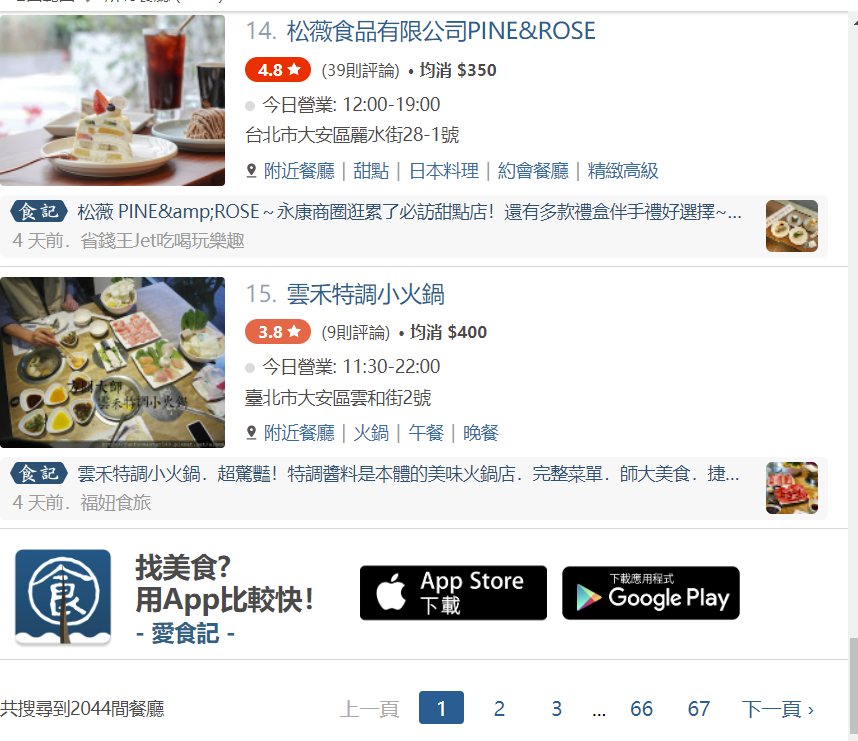 14. 松薇食品有限公司PINE&ROSE
4.8 ★ (39則評論) • 均消 $350
今日營業: 12:00-19:00
台北市大安區麗水街28-1號
附近餐廳 | 甜點 | 日本料理 | 約會餐廳 | 精緻高級
食記 松薇 PINE&amp;ROSE～永康商圈逛累了必訪甜點店！還有多款禮盒伴手禮好選擇~...
4 天前．省錢王Jet吃喝玩樂趣
15. 雲禾特調小火鍋
3.8 ★ (9則評論) • 均消 $400
今日營業: 11:30-22:00
臺北市大安區雲和街2號
附近餐廳 | 火鍋 | 午餐 | 晚餐
雲禾特調小火鍋
食記 雲禾特調小火鍋．超驚豔！特調醬料是本體的美味火鍋店．完整菜單．師大美食．捷...
4 天前．福妞食旅
食
找美食?
用App比較快!
- 愛食記 -
App Store
下載
下載應用程式
Google Play
共搜尋到2044間餐廳
上一頁 1 2 3 ... 66 67 下一頁 ›